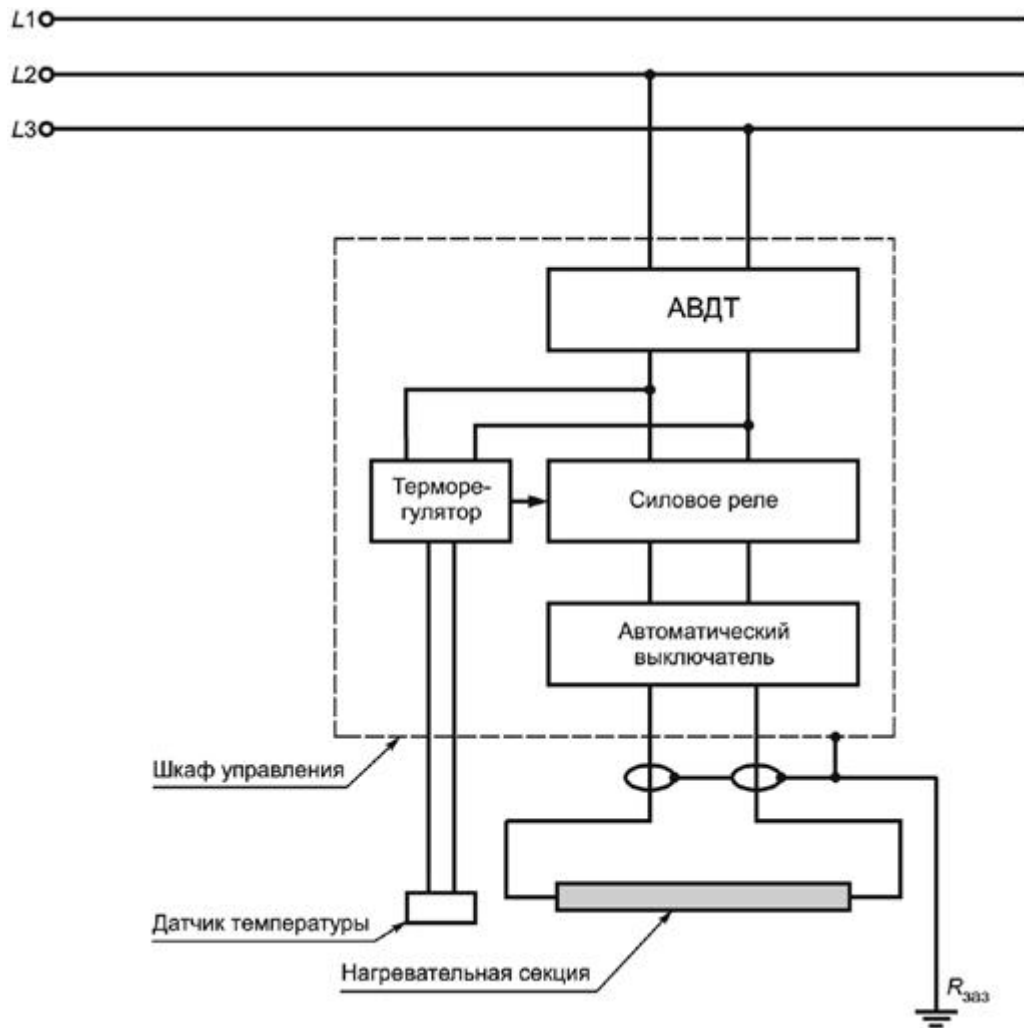 L1
L2
L3
АВДТ
Терморе-
гулятор
Силовое реле
Автоматический
выключатель
Шкаф управления
Датчик температуры
Нагревательная секция
Rзаз